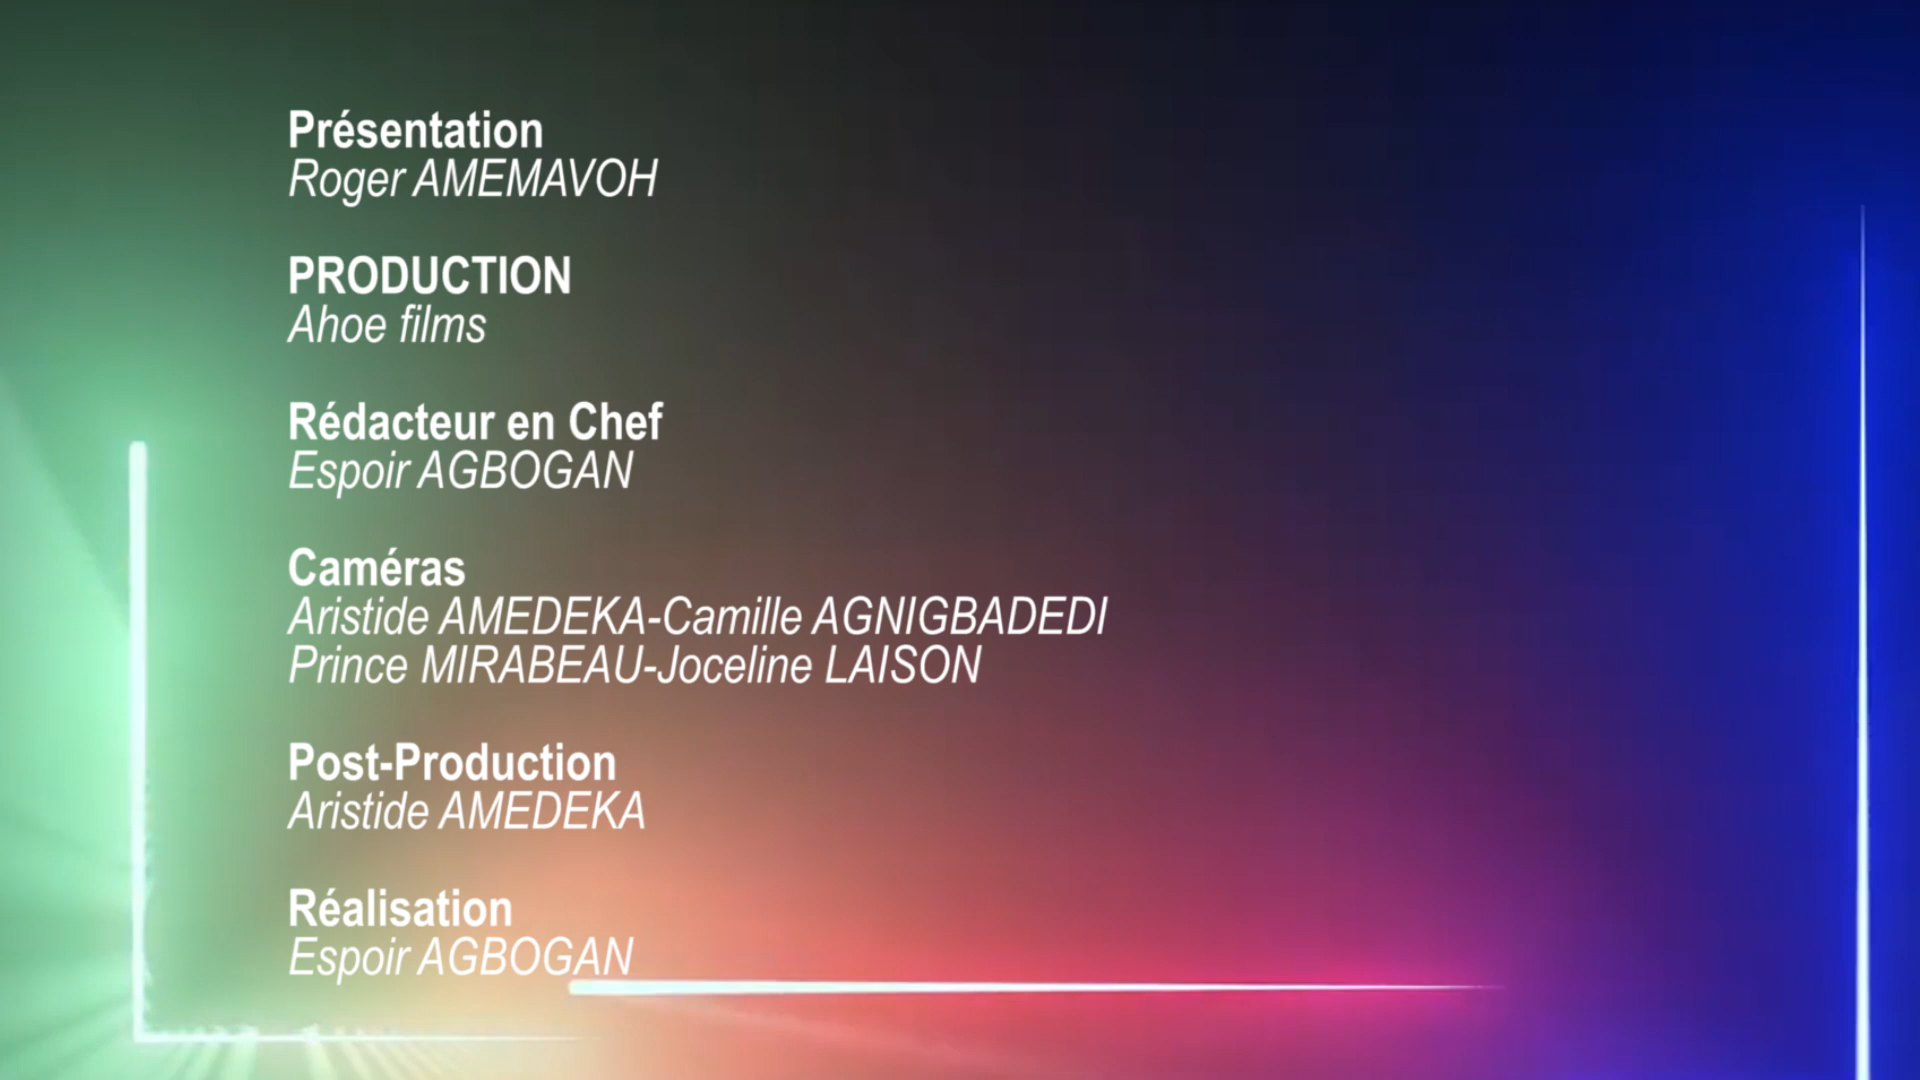 Présentation
Roger AMEMAVOH
PRODUCTION
Ahoe films
Rédacteur en Chef
Espoir AGBOGAN
Caméras
Aristide AMEDEKA-Camille AGNIGBADEDI
Prince MIRABEAU-Joceline LAISON
Post-Production
Aristide AMEDEKA
Réalisation
Espoir AGBOGAN